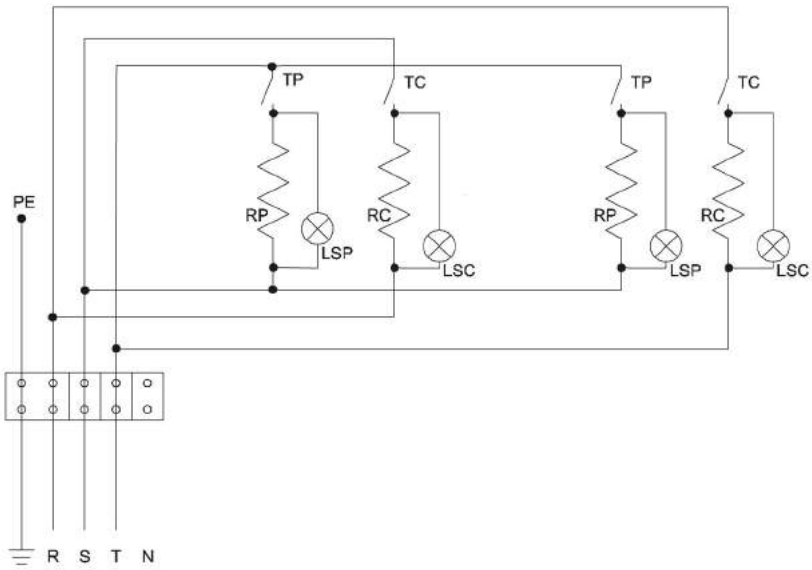 TP TC TP TC
PE
RP RC RP RC
LSP LSC LSP LSC
R S T N